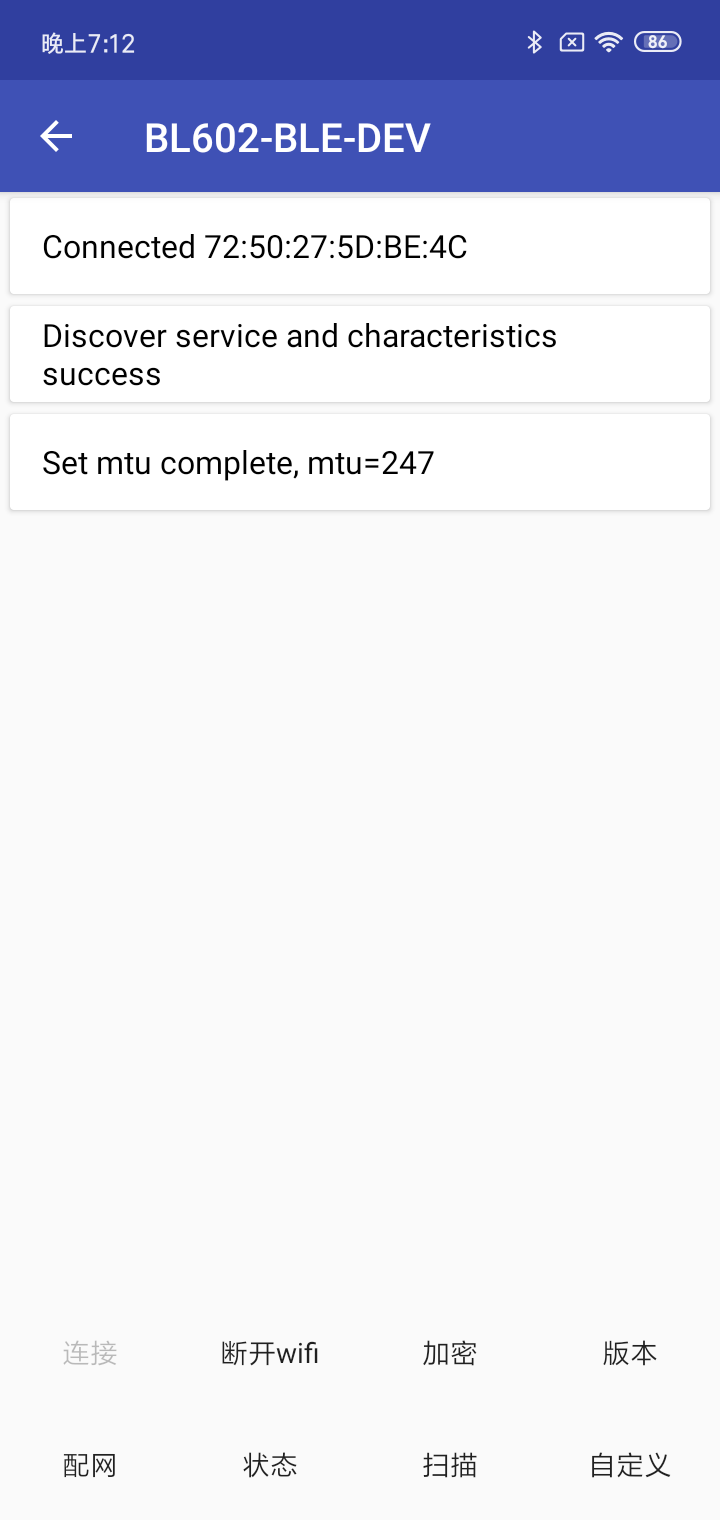 晚上7:12
86
BL602-BLE-DEV
Connected 72:50:27:5D:BE:4C
Discover service and characteristics
success
Set mtu complete, mtu=247
连接 断开wifi 加密 版本
配网 状态 扫描 自定义